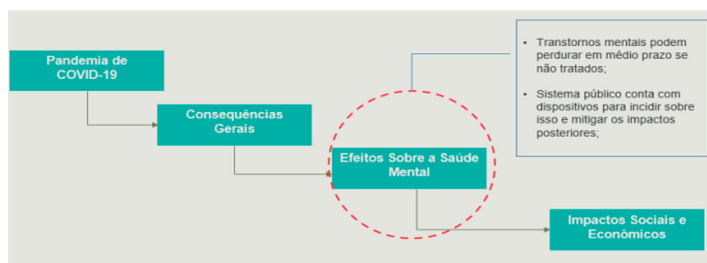 Pandemia de
COVID-19
Consequências
Gerais
Efeitos Sobre a Saúde
Mental
Impactos Sociais e
Econômicos
• Transtornos mentais podem
perdurar em médio prazo se
não tratados;
• Sistema público conta com
dispositivos para incidir sobre
isso e mitigar os impactos
posteriores;